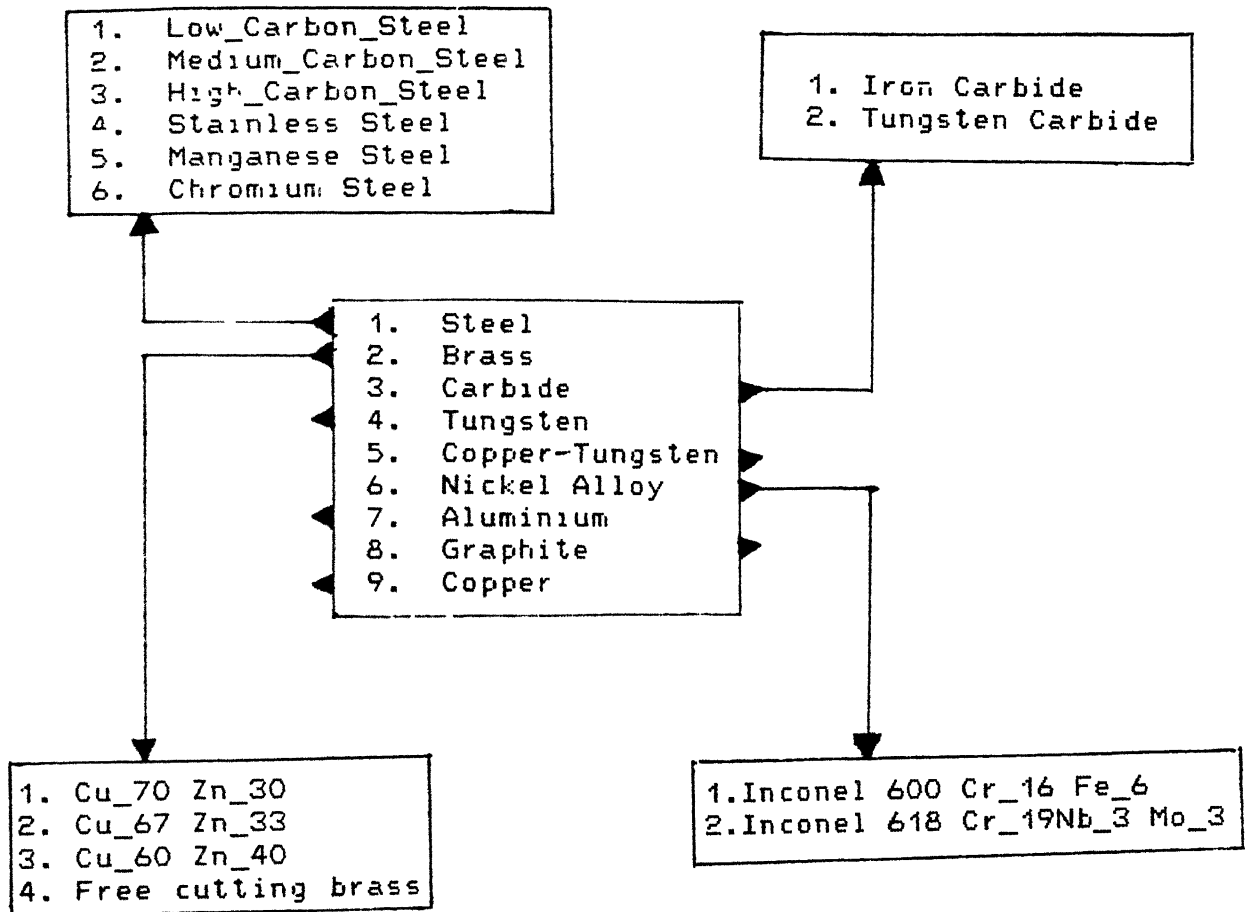 1. Low_Carbon_Steel
2. Medium_Carbon_Steel
3. High_Carbon_Steel
4. Stainless Steel
5. Manganese Steel
6. Chromium Steel
1. Iron Carbide
2. Tungsten Carbide
1. Steel
2. Brass
3. Carbide
4. Tungsten
5. Copper-Tungsten
6. Nickel Alloy
7. Aluminium
8. Graphite
9. Copper
1. Cu_70 Zn_30
2. Cu_67 Zn_33
3. Cu_60 Zn_40
4. Free cutting brass
1.Inconel 600 Cr_16 Fe_6
2.Inconel 618 Cr_19Nb_3 Mo_3